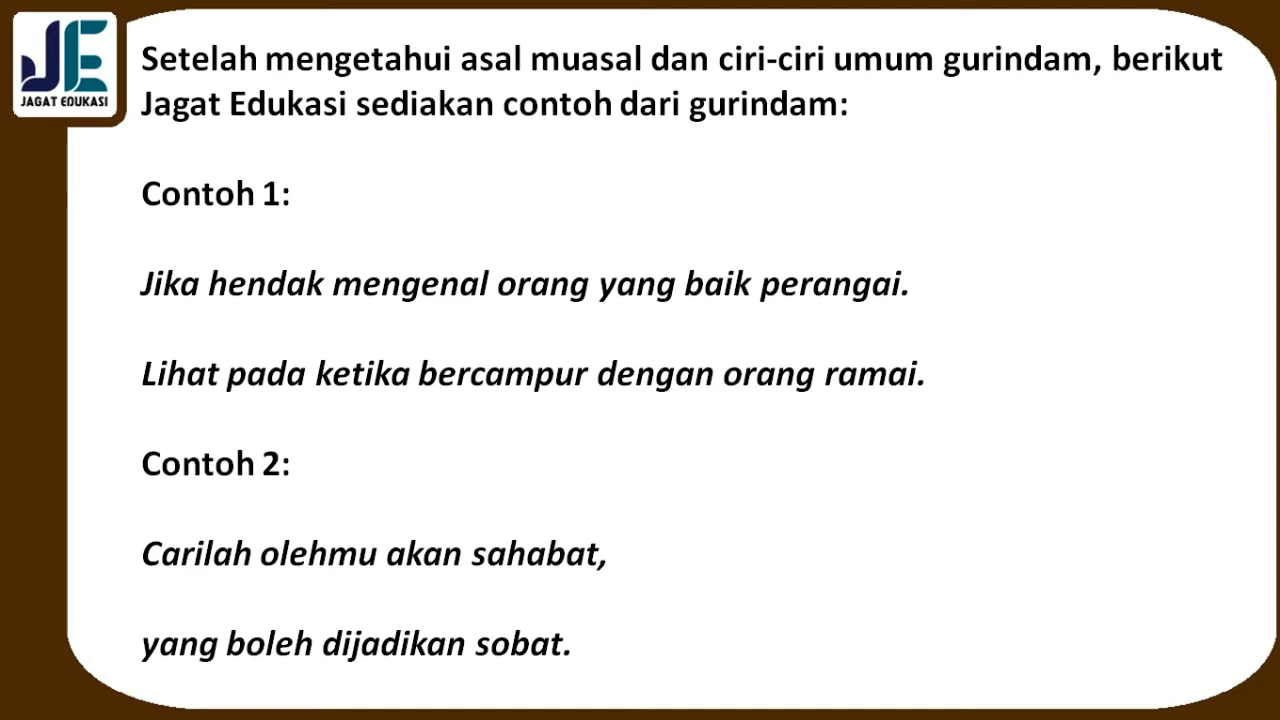 JE
JAGAT EDUKASI
Setelah mengetahui asal muasal dan ciri-ciri umum gurindam, berikut
Jagat Edukasi sediakan contoh dari gurindam:
Contoh 1:
Jika hendak mengenal orang yang baik perangai.
Lihat pada ketika bercampur dengan orang ramai.
Contoh 2:
Carilah olehmu akan sahabat,
yang boleh dijadikan sobat.